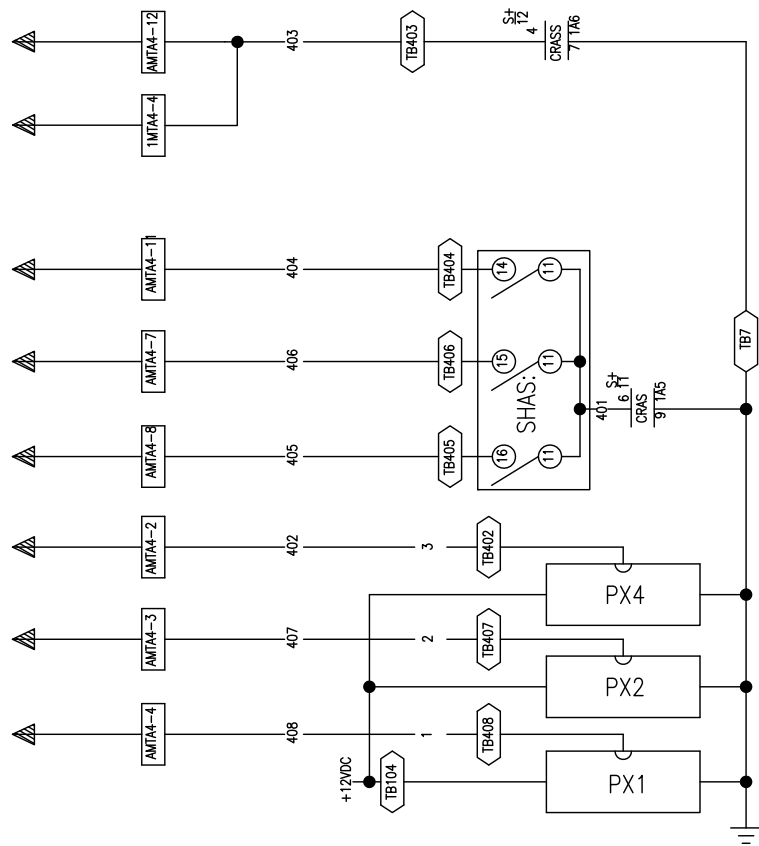 AMTA4-12
403
TB403
S+
12
4
CRASS
7
1A6
1MTA4-4
AMTA4-11
404
TB404
14
11
AMTA4-7
406
TB406
15
11
SHAS:
TB7
401
S+
11
6
CRAS
9
1A5
AMTA4-8
405
TB405
16
11
AMTA4-2
402
3
TB402
PX4
AMTA4-3
407
2
TB407
PX2
AMTA4-4
408
1
TB408
+12VDC
TB104
PX1